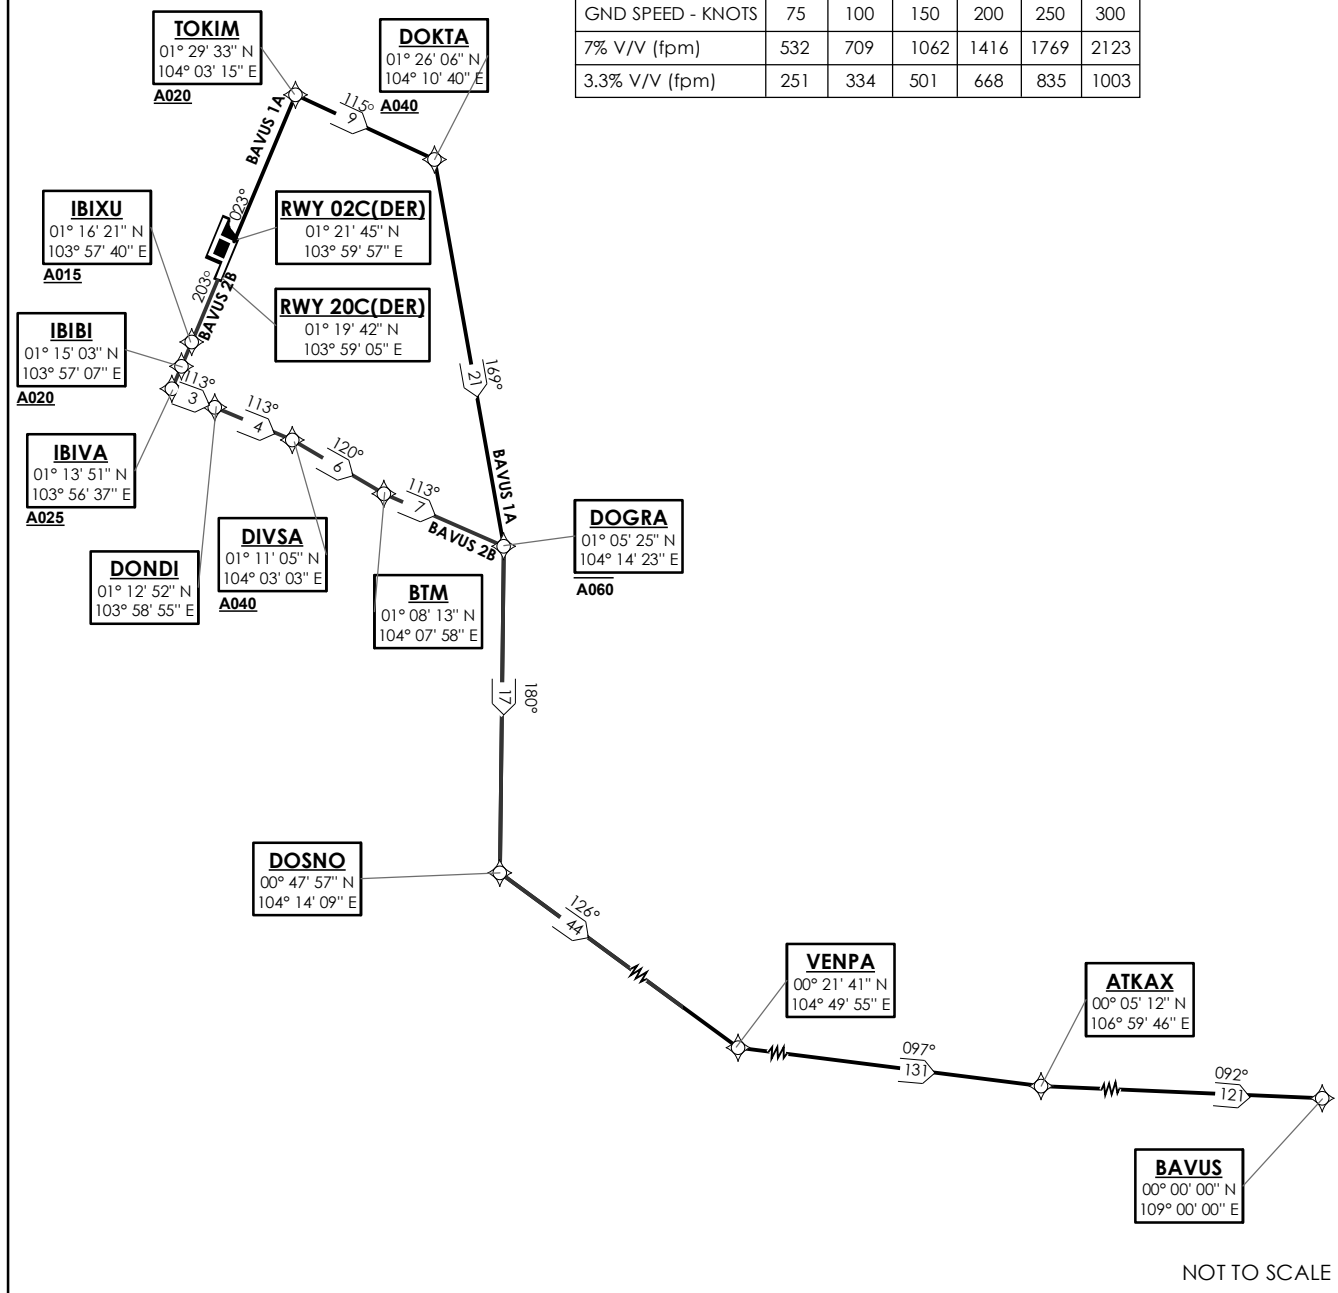 GND SPEED - KNOTS 75 100 150 200 250 300
7% V/V (fpm) 532 709 1062 1416 1769 2123
3.3% V/V (fpm) 251 334 501 668 835 1003
TOKIM
01° 29' 33" N
104° 03' 15" E
A020
DOKTA
01° 26' 06" N
104° 10' 40" E
A040
115°
9
BAVUS 1A
023°
IBIXU
01° 16' 21" N
103° 57' 40" E
A015
RWY 02C(DER)
01° 21' 45" N
103° 59' 57" E
203°
BAVUS 2B
RWY 20C(DER)
01° 19' 42" N
103° 59' 05" E
IBIBI
01° 15' 03" N
103° 57' 07" E
A020
113°
3
113°
4
120°
6
113°
7
BAVUS 2B
169°
21
BAVUS 1A
IBIVA
01° 13' 51" N
103° 56' 37" E
A025
DIVSA
01° 11' 05" N
104° 03' 03" E
A040
DOGRA
01° 05' 25" N
104° 14' 23" E
A060
DONDI
01° 12' 52" N
103° 58' 55" E
BTM
01° 08' 13" N
104° 07' 58" E
180°
17
DOSNO
00° 47' 57" N
104° 14' 09" E
126°
44
VENPA
00° 21' 41" N
104° 49' 55" E
ATKAX
00° 05' 12" N
106° 59' 46" E
097°
131
092°
121
BAVUS
00° 00' 00" N
109° 00' 00" E
NOT TO SCALE